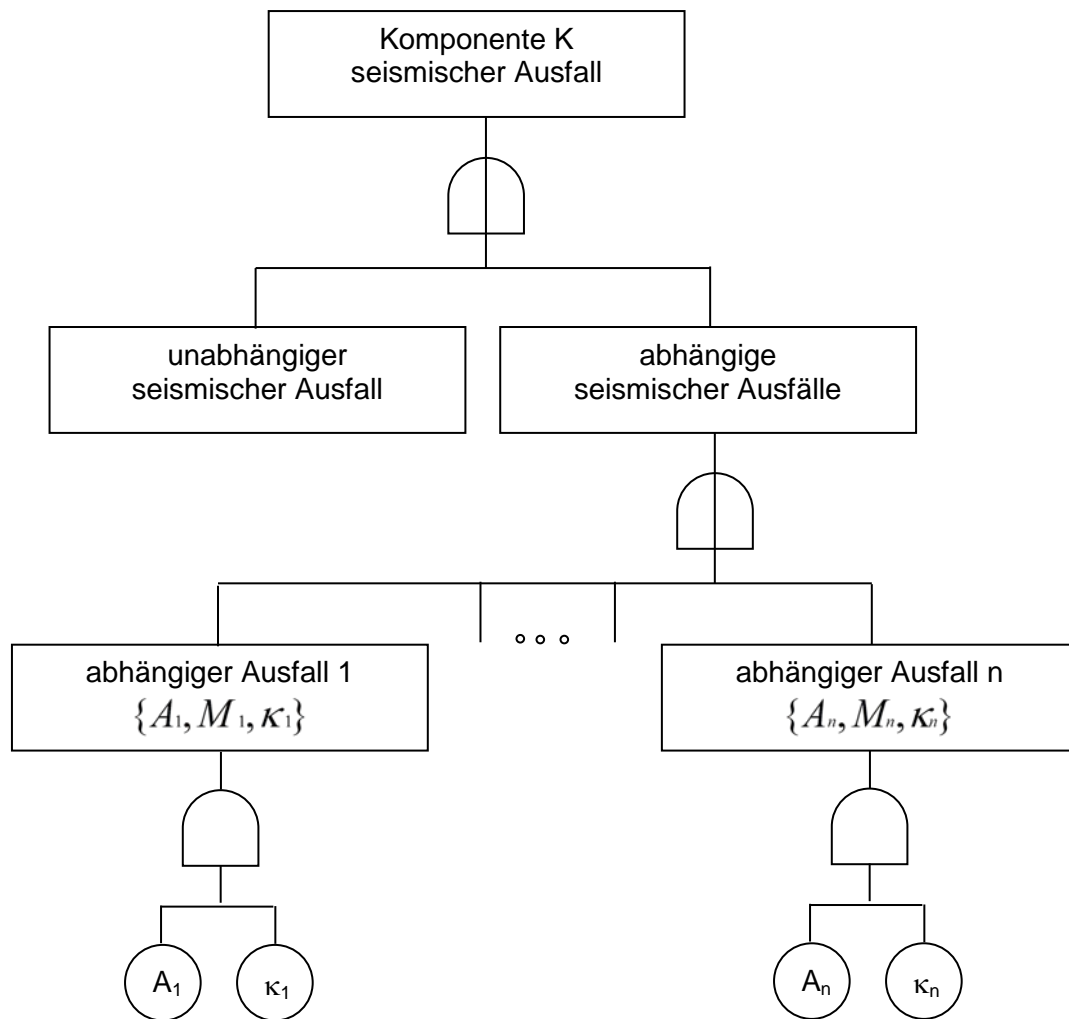 Komponente K
seismischer Ausfall
unabhängiger
seismischer Ausfall
abhängige
seismischer Ausfälle
abhängiger Ausfall 1
{A₁, M₁, κ₁}
abhängiger Ausfall n
{Aₙ, Mₙ, κₙ}
A₁
κ₁
Aₙ
κₙ